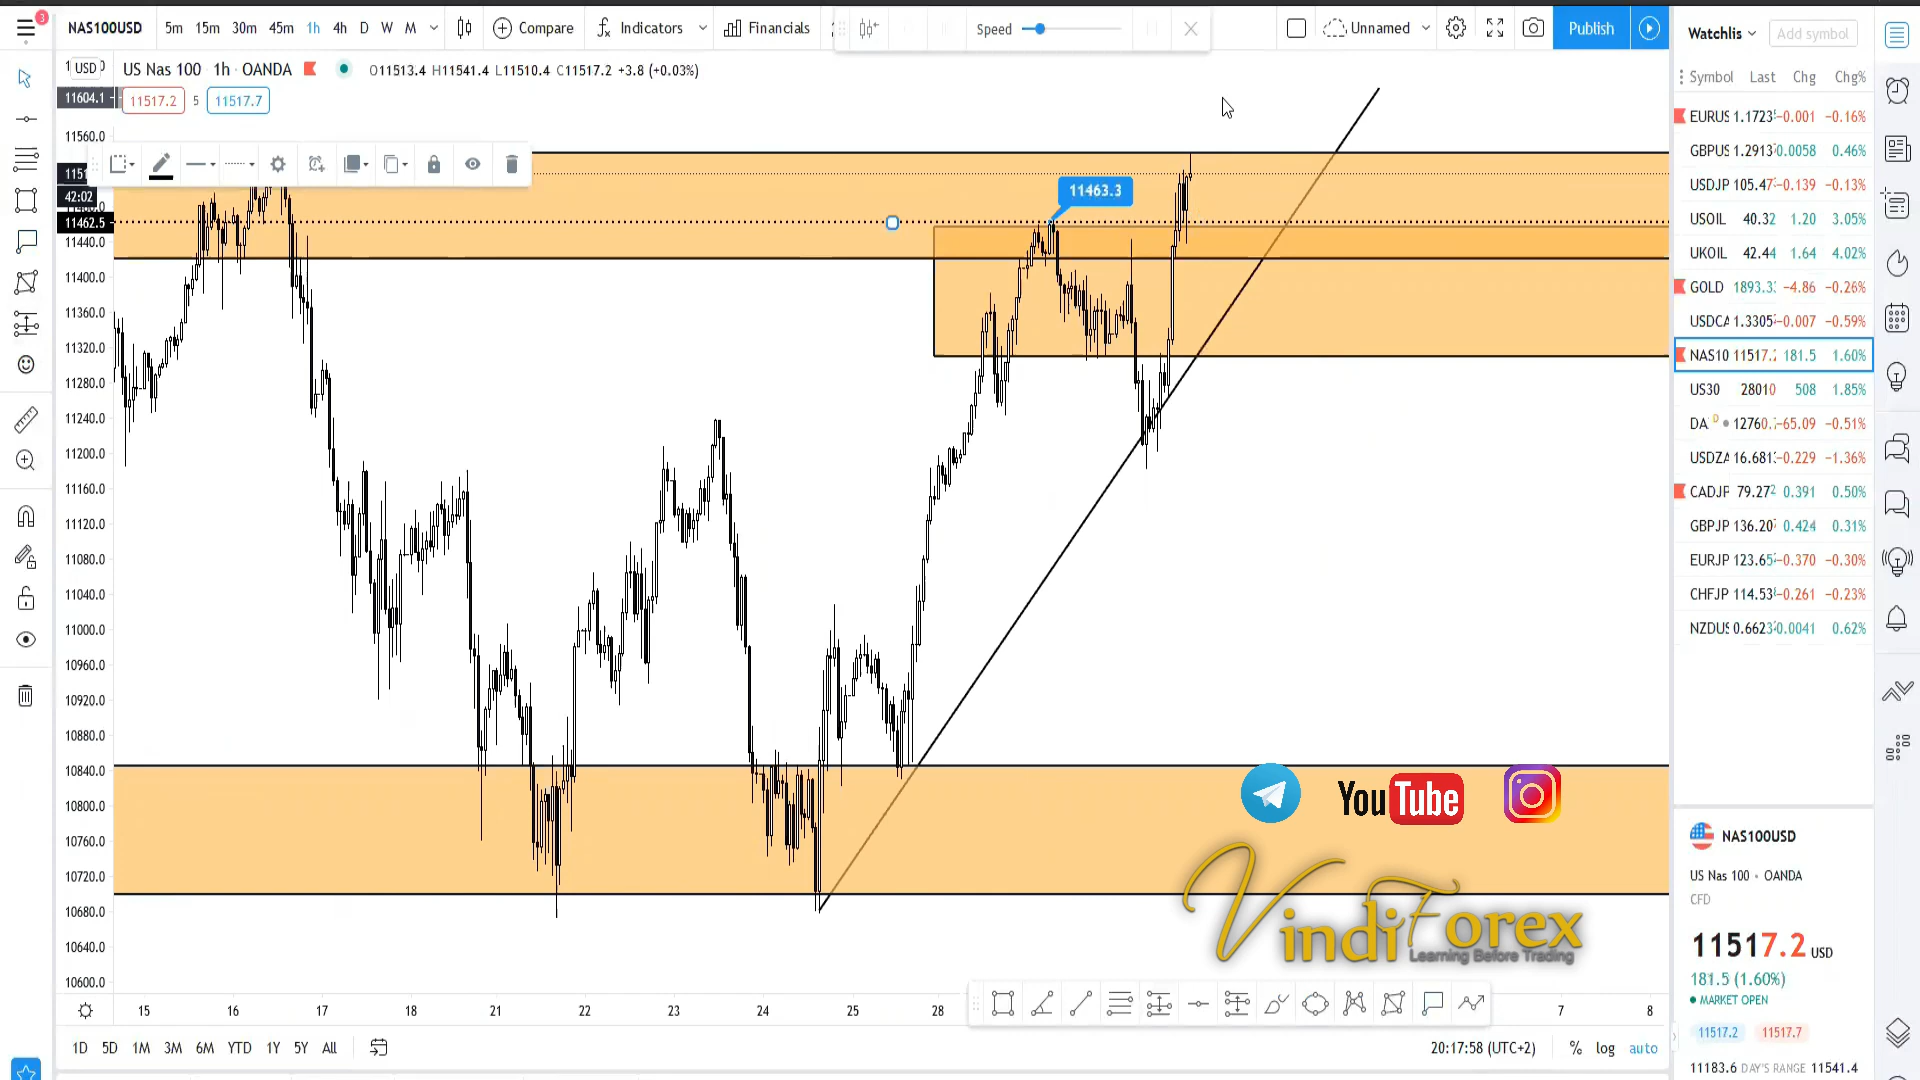 3
NAS100USD 5m 15m 30m 45m 1h 4h D W M Compare Indicators Financials Speed Unnamed Publish
Watchlis Add symbol
USD US Nas 100 1h · OANDA O11513.4 H11541.4 L11510.4 C11517.2 +3.8 (+0.03%)
11517.2 5 11517.7
Symbol Last Chg Chg%
EURUS 1.1723 -0.001 -0.16%
GBPUS 1.2913 0.0058 0.46%
USDJP 105.47 -0.139 -0.13%
USOIL 40.32 1.20 3.05%
UKOIL 42.44 1.64 4.02%
GOLD 1893.3 -4.86 -0.26%
USDCA 1.3305 -0.007 -0.59%
NAS10 11517.2 181.5 1.60%
US30 28010 508 1.85%
DA D 12760. -65.09 -0.51%
USDZA 16.681 -0.229 -1.36%
CADJP 79.272 0.391 0.50%
GBPJP 136.20 0.424 0.31%
EURJP 123.65 -0.370 -0.30%
CHFJP 114.53 -0.261 -0.23%
NZDUS 0.6623 0.0041 0.62%
11604.1
11560.0
42:02
11462.5
11440.0
11400.0
11360.0
11320.0
11280.0
11240.0
11200.0
11160.0
11120.0
11080.0
11040.0
11000.0
10960.0
10920.0
10880.0
10840.0
10800.0
10760.0
10720.0
10680.0
10640.0
10600.0
11463.3
YouTube
VindiForex
Learning Before Trading
15 16 17 18 21 22 23 24 25 28 7 8
1D 5D 1M 3M 6M YTD 1Y 5Y All
20:17:58 (UTC+2) % log auto
NAS100USD
US Nas 100 • OANDA
CFD
11517.2 USD
181.5 (1.60%)
MARKET OPEN
11517.2 11517.7
11183.6 DAY'S RANGE 11541.4